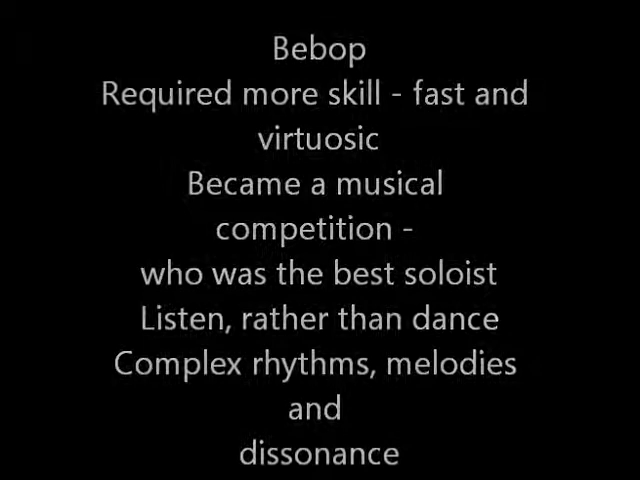 Bebop
Required more skill - fast and
virtuosic
Became a musical
competition -
who was the best soloist
Listen, rather than dance
Complex rhythms, melodies
and
dissonance